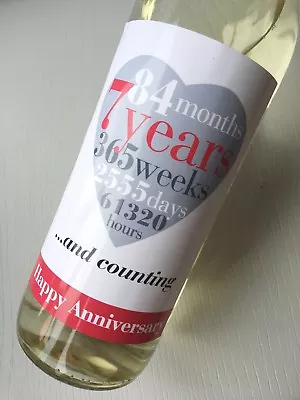 84 months
7 years
365 weeks
2555 days
61320
hours
...and counting
Happy Anniversary